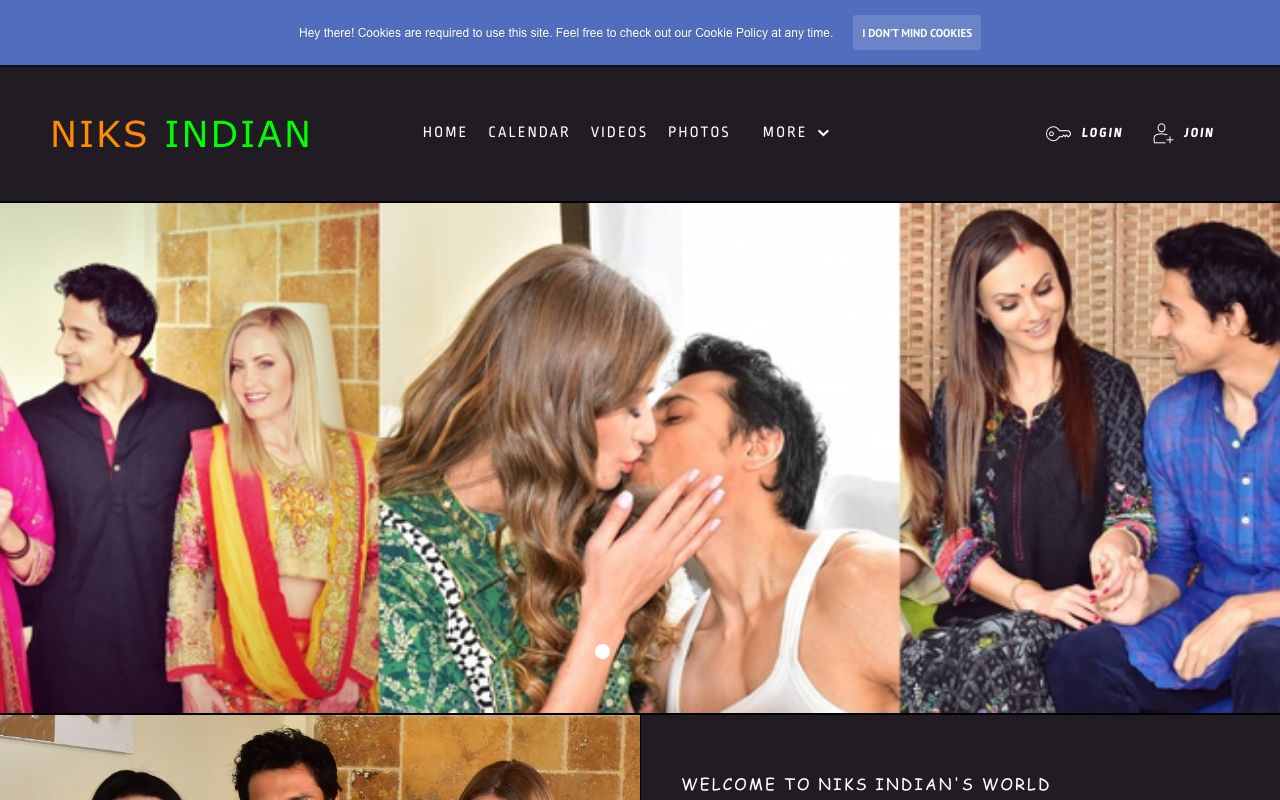 Hey there! Cookies are required to use this site. Feel free to check out our Cookie Policy at any time. I DON'T MIND COOKIES
NIKS INDIAN HOME CALENDAR VIDEOS PHOTOS MORE LOGIN JOIN
WELCOME TO NIKS INDIAN'S WORLD